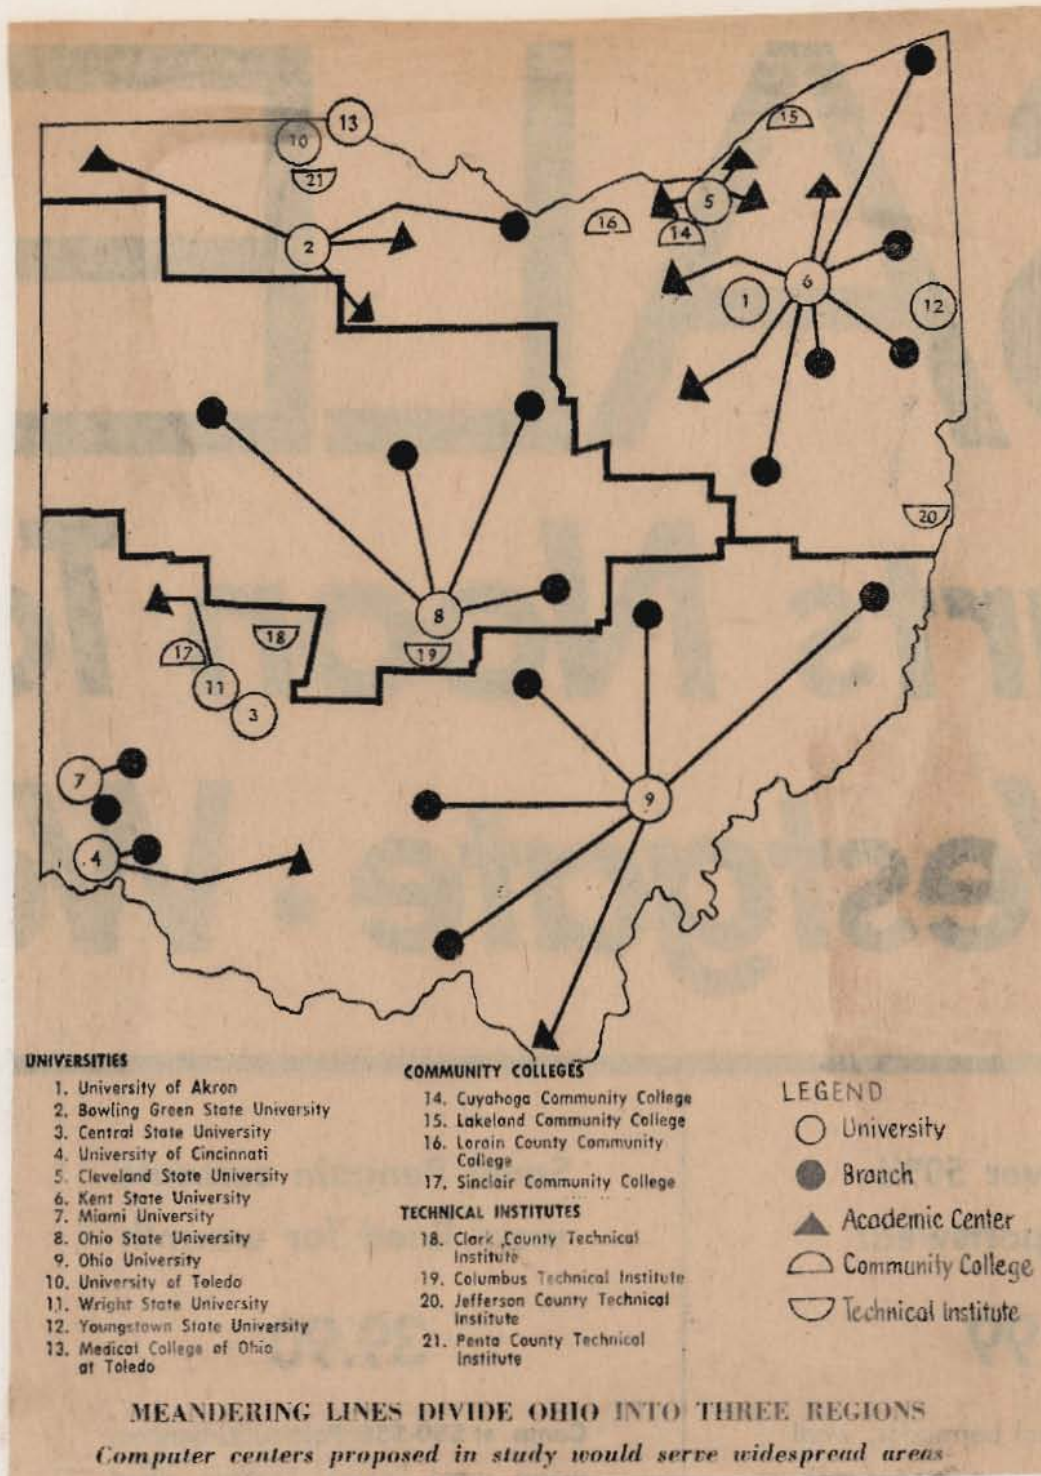 13
10
15
21
5
16
14
2
6
1
12
20
8
18
17
19
11
3
7
9
4
UNIVERSITIES
1. University of Akron
2. Bowling Green State University
3. Central State University
4. University of Cincinnati
5. Cleveland State University
6. Kent State University
7. Miami University
8. Ohio State University
9. Ohio University
10. University of Toledo
11. Wright State University
12. Youngstown State University
13. Medical College of Ohio
at Toledo
COMMUNITY COLLEGES
14. Cuyahoga Community College
15. Lakeland Community College
16. Lorain County Community
College
17. Sinclair Community College
TECHNICAL INSTITUTES
18. Clark County Technical
Institute
19. Columbus Technical Institute
20. Jefferson County Technical
Institute
21. Penta County Technical
Institute
LEGEND
University
Branch
Academic Center
Community College
Technical Institute
MEANDERING LINES DIVIDE OHIO INTO THREE REGIONS
Computer centers proposed in study would serve widespread areas